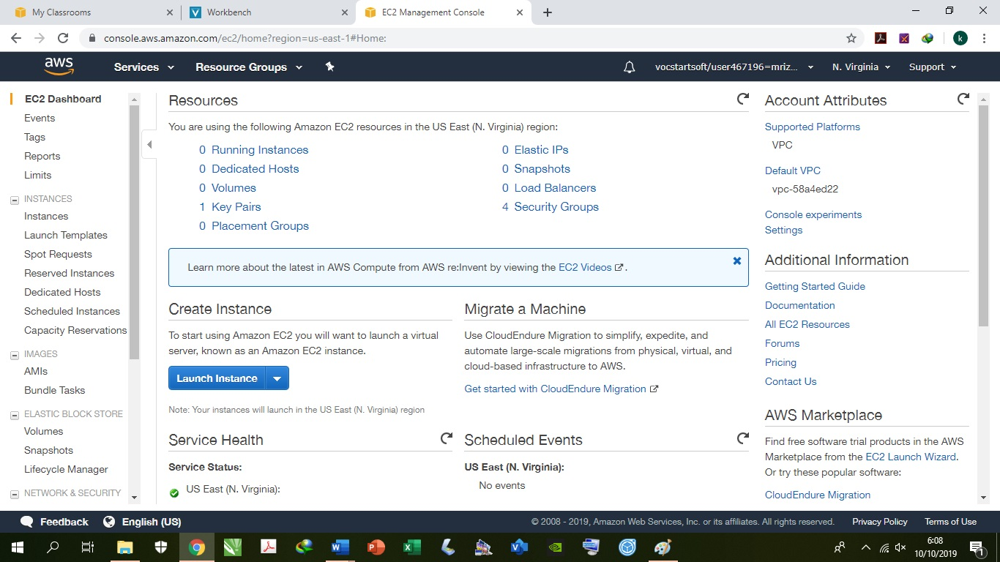 My Classrooms
Workbench
EC2 Management Console
console.aws.amazon.com/ec2/home?region=us-east-1#Home:
k
aws
Services
Resource Groups
vocstartsoft/user467196=mriz...
N. Virginia
Support
EC2 Dashboard
Events
Tags
Reports
Limits
INSTANCES
Instances
Launch Templates
Spot Requests
Reserved Instances
Dedicated Hosts
Scheduled Instances
Capacity Reservations
IMAGES
AMIs
Bundle Tasks
ELASTIC BLOCK STORE
Volumes
Snapshots
Lifecycle Manager
NETWORK & SECURITY
Resources
You are using the following Amazon EC2 resources in the US East (N. Virginia) region:
0 Running Instances
0 Elastic IPs
0 Dedicated Hosts
0 Snapshots
0 Volumes
0 Load Balancers
1 Key Pairs
4 Security Groups
0 Placement Groups
Learn more about the latest in AWS Compute from AWS re:Invent by viewing the EC2 Videos .
Create Instance
To start using Amazon EC2 you will want to launch a virtual
server, known as an Amazon EC2 instance.
Launch Instance
Note: Your instances will launch in the US East (N. Virginia) region
Migrate a Machine
Use CloudEndure Migration to simplify, expedite, and
automate large-scale migrations from physical, virtual, and
cloud-based infrastructure to AWS.
Get started with CloudEndure Migration
Service Health
Service Status:
US East (N. Virginia):
Scheduled Events
US East (N. Virginia):
No events
Account Attributes
Supported Platforms
VPC
Default VPC
vpc-58a4ed22
Console experiments
Settings
Additional Information
Getting Started Guide
Documentation
All EC2 Resources
Forums
Pricing
Contact Us
AWS Marketplace
Find free software trial products in the AWS
Marketplace from the EC2 Launch Wizard.
Or try these popular software:
CloudEndure Migration
Feedback
English (US)
© 2008 - 2019, Amazon Web Services, Inc. or its affiliates. All rights reserved.
Privacy Policy
Terms of Use
6:08
10/10/2019
1